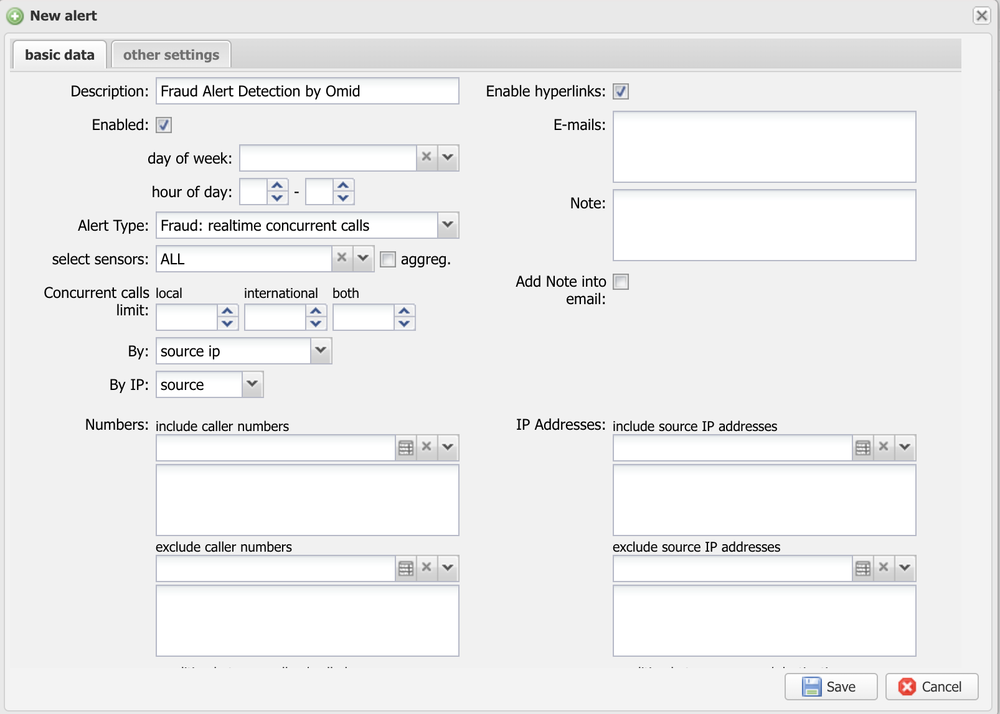 New alert
basic data
other settings
Description: Fraud Alert Detection by Omid
Enable hyperlinks:
Enabled:
E-mails:
day of week:
hour of day: -
Note:
Alert Type: Fraud: realtime concurrent calls
select sensors: ALL aggreg.
Add Note into
email:
Concurrent calls
limit:
local international both
By: source ip
By IP: source
Numbers: include caller numbers
IP Addresses: include source IP addresses
exclude caller numbers
exclude source IP addresses
Save
Cancel